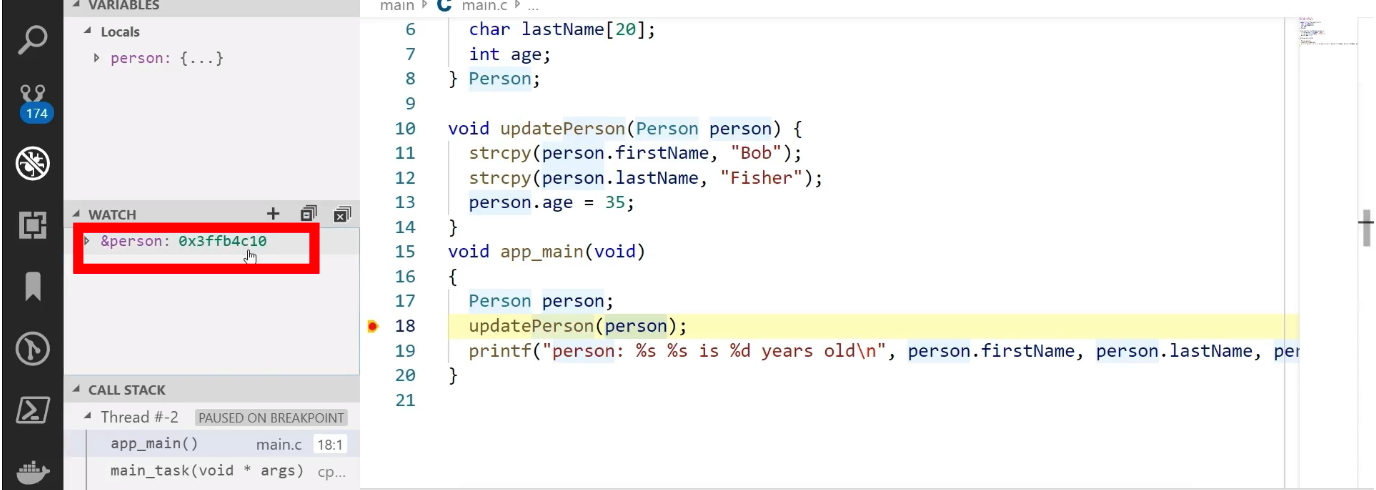 VARIABLES
Locals
person: {...}
174
WATCH
&person: 0x3ffb4c10
CALL STACK
Thread #-2 PAUSED ON BREAKPOINT
app_main() main.c 18:1
main_task(void * args) cp...
main C main.c ...
6 char lastName[20];
7 int age;
8 } Person;
9
10 void updatePerson(Person person) {
11 strcpy(person.firstName, "Bob");
12 strcpy(person.lastName, "Fisher");
13 person.age = 35;
14 }
15 void app_main(void)
16 {
17 Person person;
18 updatePerson(person);
19 printf("person: %s %s is %d years old\n", person.firstName, person.lastName, per
20 }
21